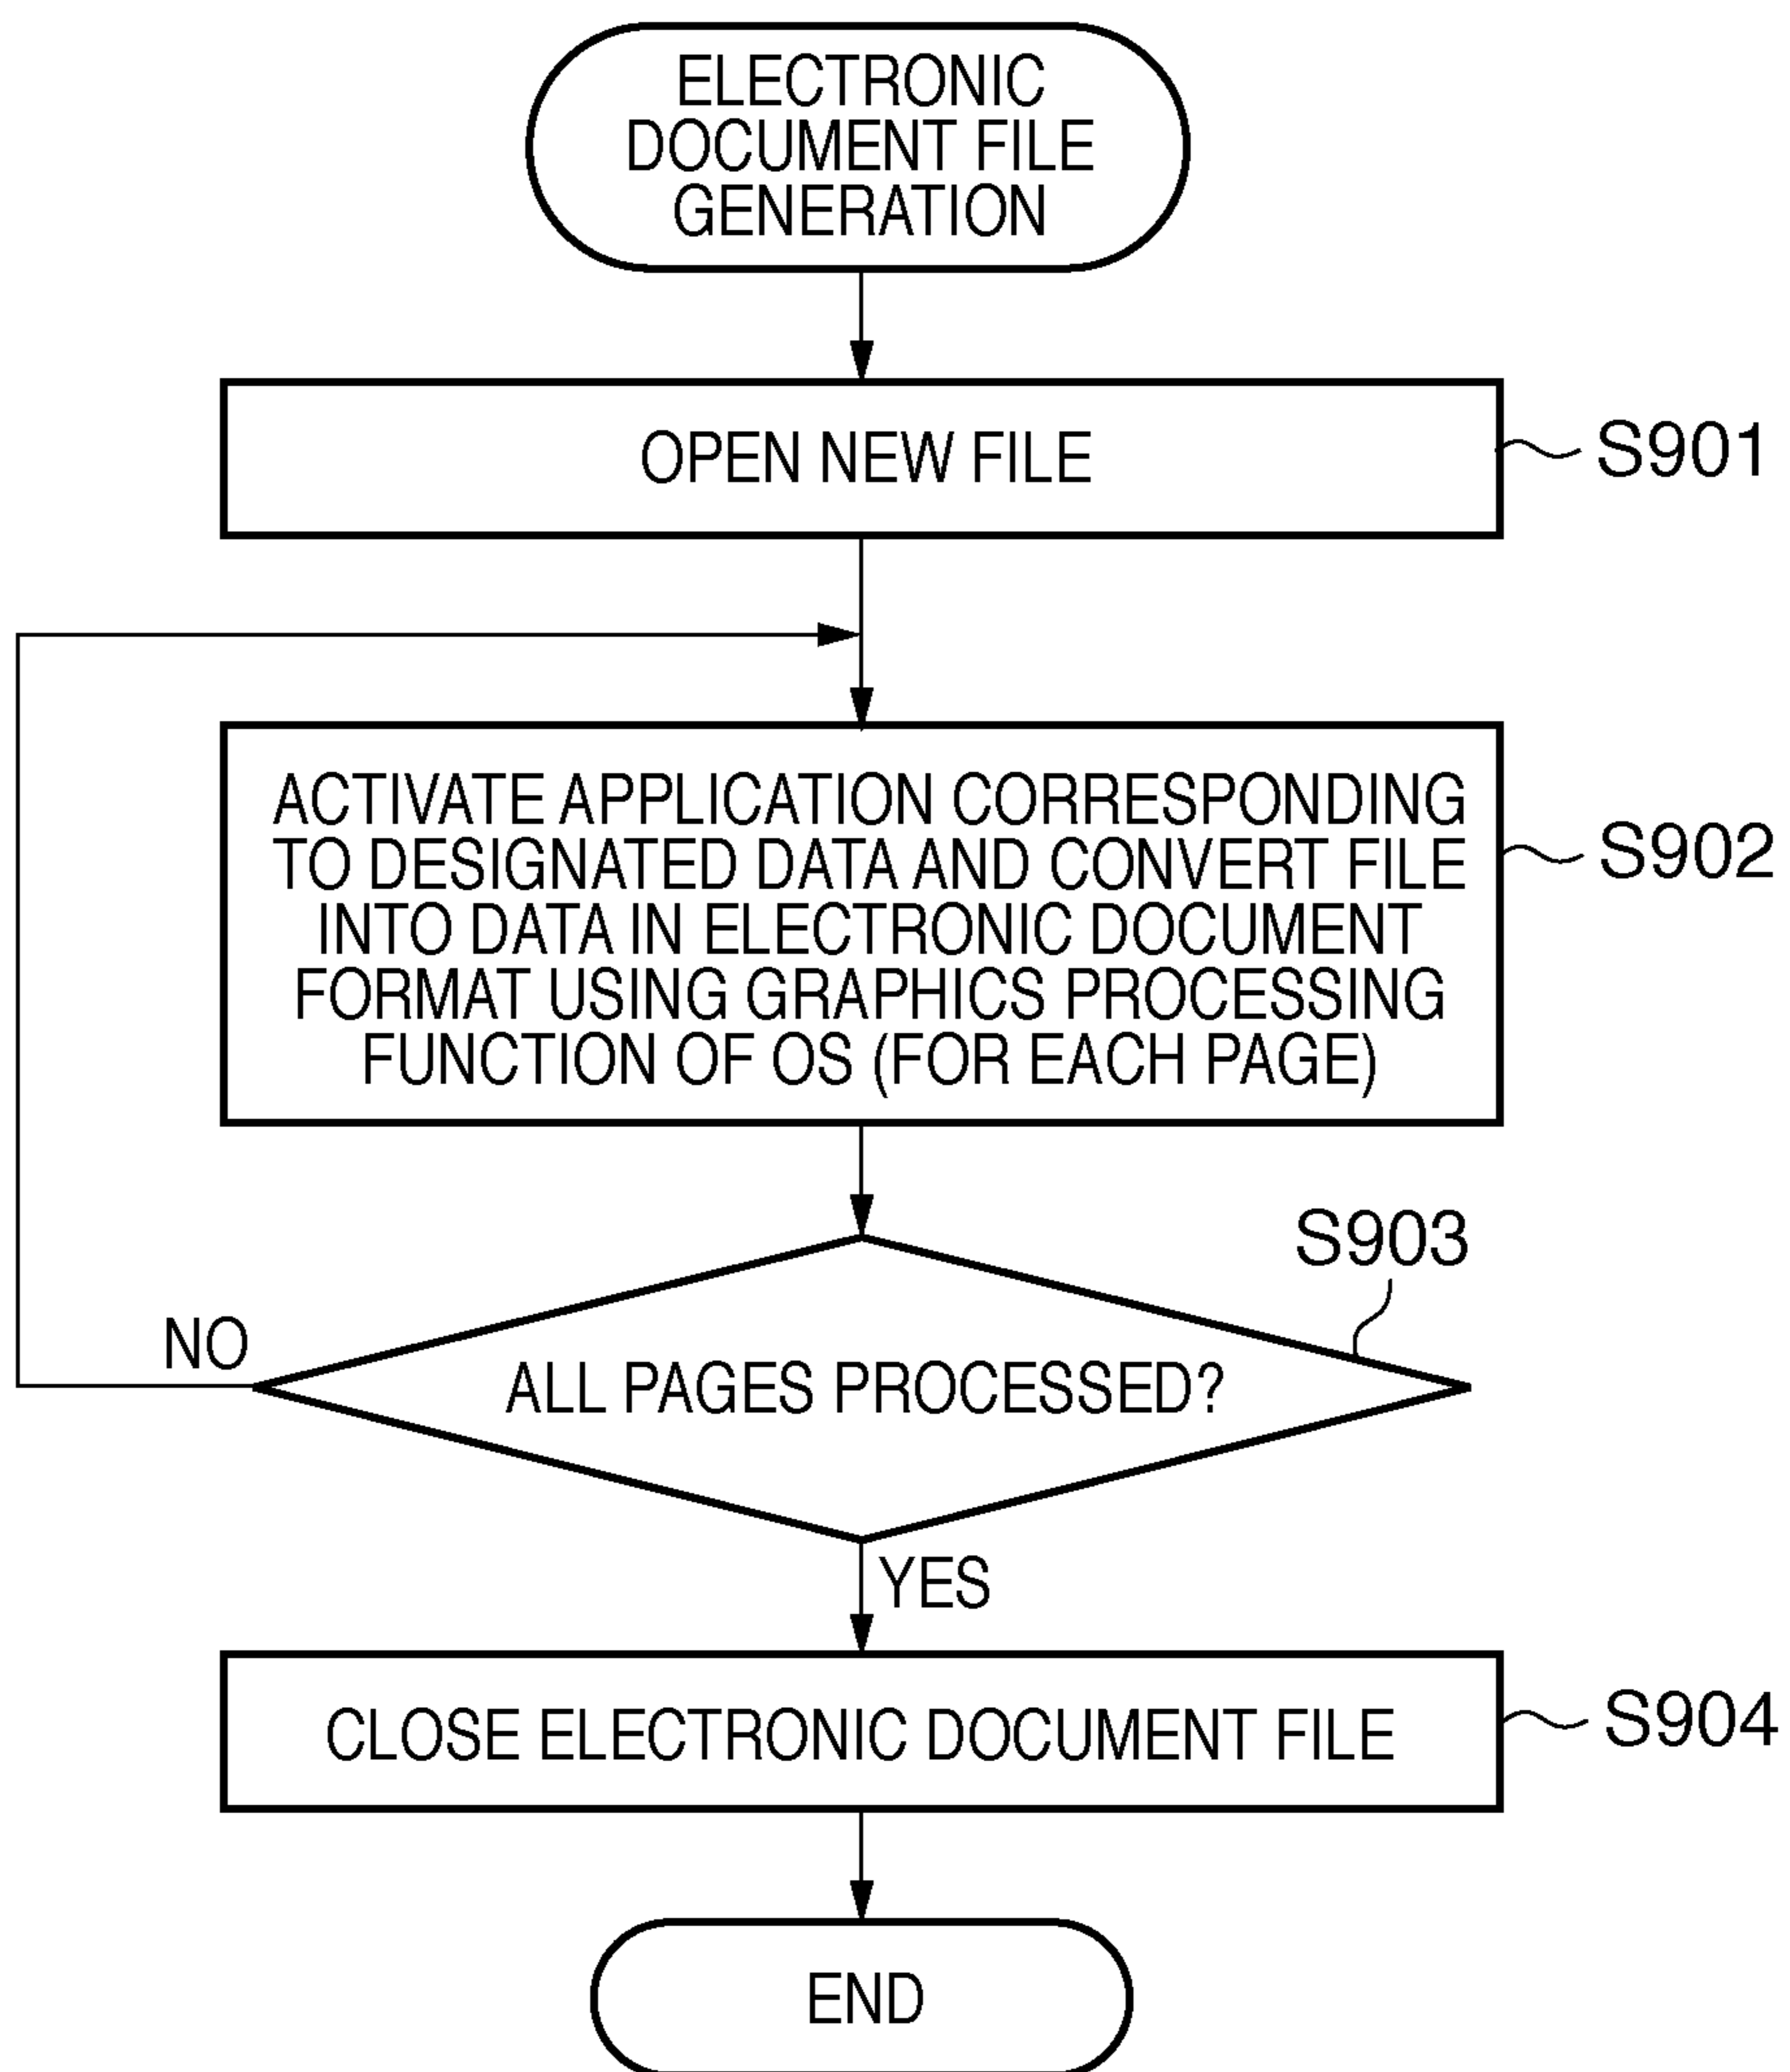 ELECTRONIC
DOCUMENT FILE
GENERATION
OPEN NEW FILE
S901
ACTIVATE APPLICATION CORRESPONDING
TO DESIGNATED DATA AND CONVERT FILE
INTO DATA IN ELECTRONIC DOCUMENT
FORMAT USING GRAPHICS PROCESSING
FUNCTION OF OS (FOR EACH PAGE)
S902
S903
NO
ALL PAGES PROCESSED?
YES
CLOSE ELECTRONIC DOCUMENT FILE
S904
END